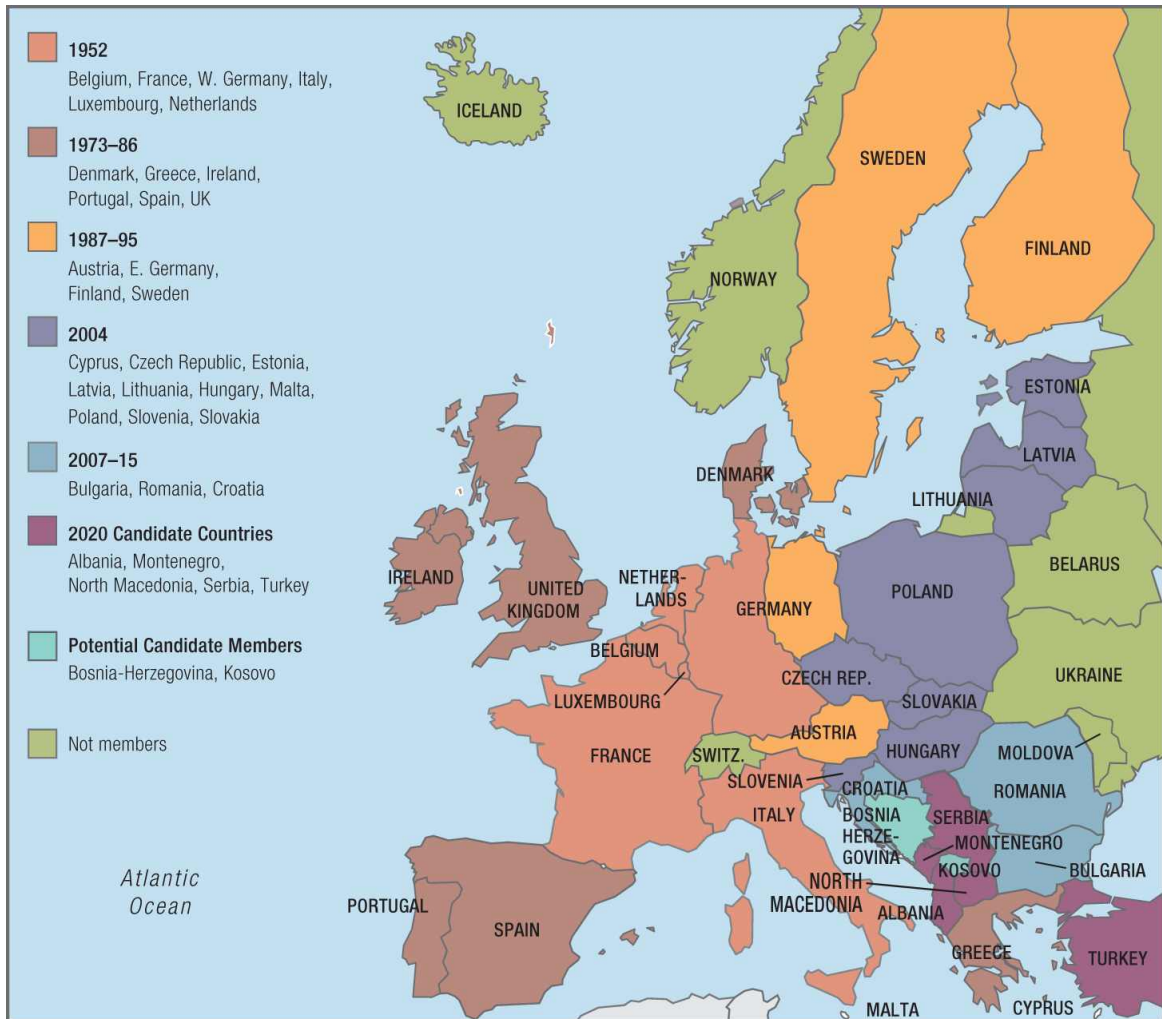 1952
Belgium, France, W. Germany, Italy,
Luxembourg, Netherlands
1973–86
Denmark, Greece, Ireland,
Portugal, Spain, UK
1987–95
Austria, E. Germany,
Finland, Sweden
2004
Cyprus, Czech Republic, Estonia,
Latvia, Lithuania, Hungary, Malta,
Poland, Slovenia, Slovakia
2007–15
Bulgaria, Romania, Croatia
2020 Candidate Countries
Albania, Montenegro,
North Macedonia, Serbia, Turkey
Potential Candidate Members
Bosnia-Herzegovina, Kosovo
Not members
ICELAND
SWEDEN
FINLAND
NORWAY
ESTONIA
LATVIA
DENMARK
LITHUANIA
BELARUS
IRELAND
UNITED
KINGDOM
NETHER-
LANDS
GERMANY
POLAND
BELGIUM
LUXEMBOURG
CZECH REP.
SLOVAKIA
UKRAINE
FRANCE
SWITZ.
AUSTRIA
HUNGARY
MOLDOVA
SLOVENIA
CROATIA
ROMANIA
ITALY
BOSNIA
HERZE-
GOVINA
SERBIA
MONTENEGRO
KOSOVO
BULGARIA
NORTH
MACEDONIA
ALBANIA
Atlantic
Ocean
PORTUGAL
SPAIN
GREECE
TURKEY
MALTA
CYPRUS